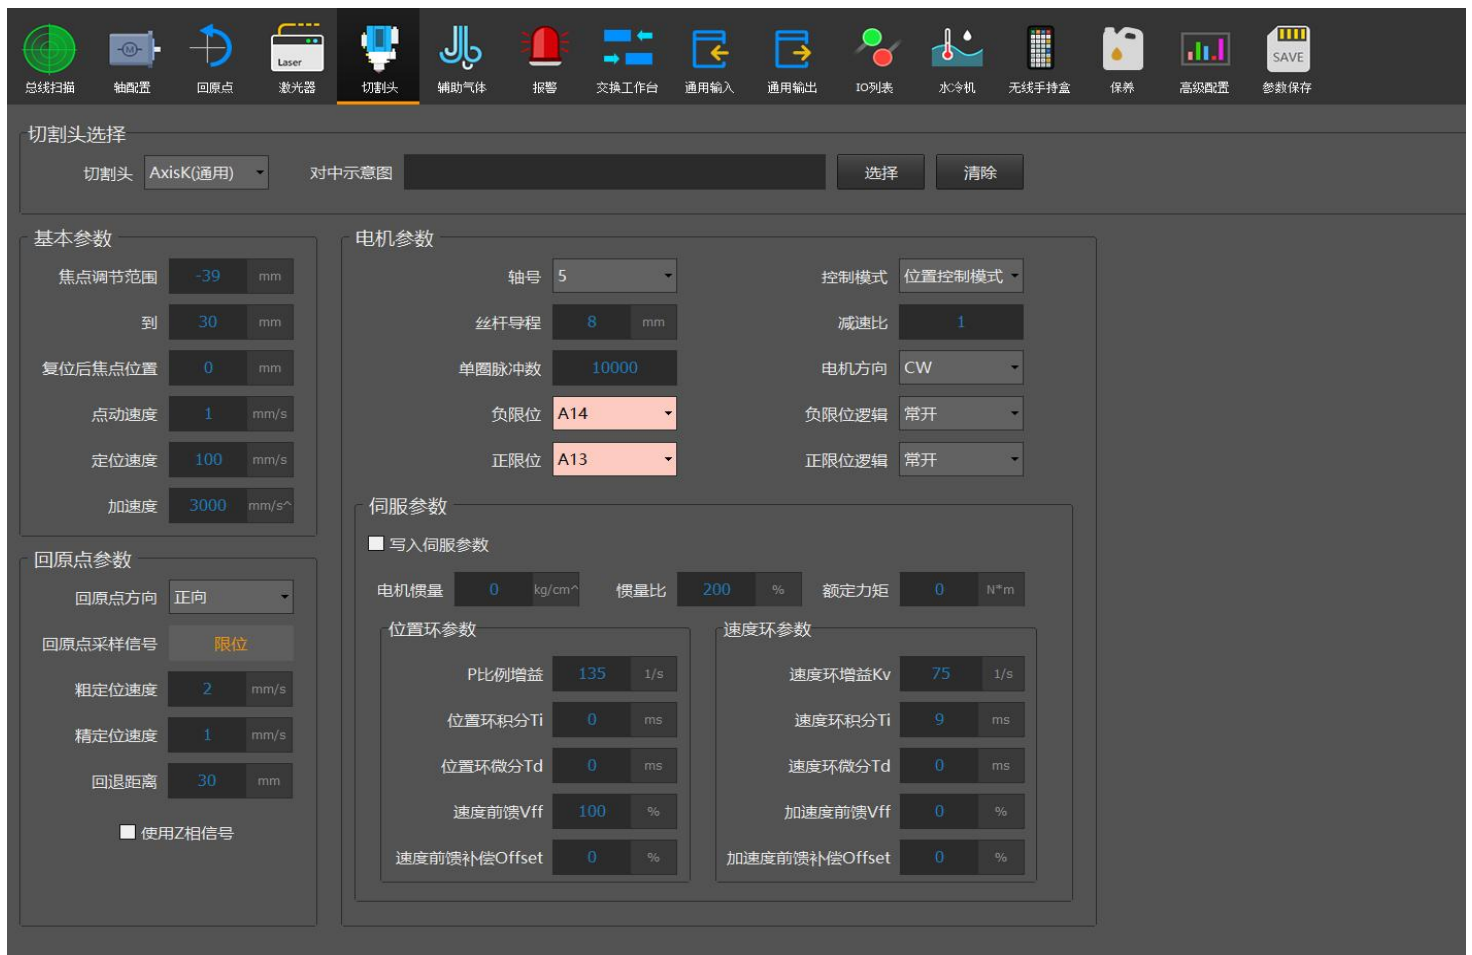 Laser
SAVE
总线扫描 轴配置 回原点 激光器 切割头 辅助气体 报警 交换工作台 通用输入 通用输出 IO列表 水冷机 无线手持盒 保养 高级配置 参数保存
切割头选择
切割头 AxisK(通用) 对中示意图 选择 清除
基本参数
焦点调节范围 -39 mm
到 30 mm
复位后焦点位置 0 mm
点动速度 1 mm/s
定位速度 100 mm/s
加速度 3000 mm/s^
回原点参数
回原点方向 正向
回原点采样信号 限位
粗定位速度 2 mm/s
精定位速度 1 mm/s
回退距离 30 mm
使用Z相信号
电机参数
轴号 5 控制模式 位置控制模式
丝杆导程 8 mm 减速比 1
单圈脉冲数 10000 电机方向 CW
负限位 A14 负限位逻辑 常开
正限位 A13 正限位逻辑 常开
伺服参数
写入伺服参数
电机惯量 0 kg/cm^ 惯量比 200 % 额定力矩 0 N*m
位置环参数
P比例增益 135 1/s
位置环积分Ti 0 ms
位置环微分Td 0 ms
速度前馈Vff 100 %
速度前馈补偿Offset 0 %
速度环参数
速度环增益Kv 75 1/s
速度环积分Ti 9 ms
速度环微分Td 0 ms
加速度前馈Vff 0 %
加速度前馈补偿Offset 0 %